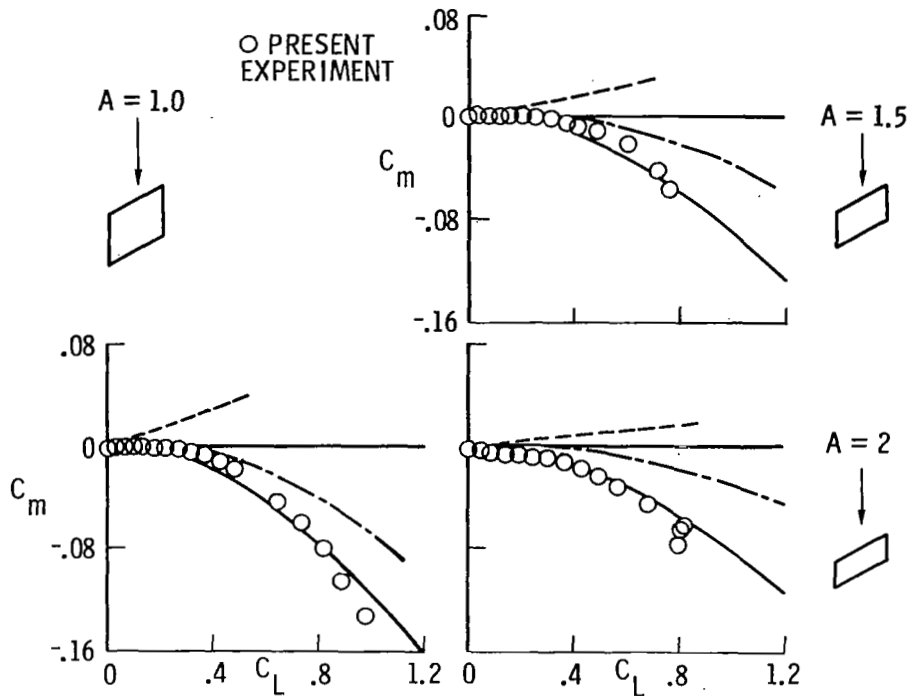 O PRESENT
EXPERIMENT
A = 1.0
.08
0
C_m
-.08
-.16
A = 1.5
.08
0
C_m
-.08
-.16
0 .4 C_L .8 1.2
A = 2
0 .4 C_L .8 1.2